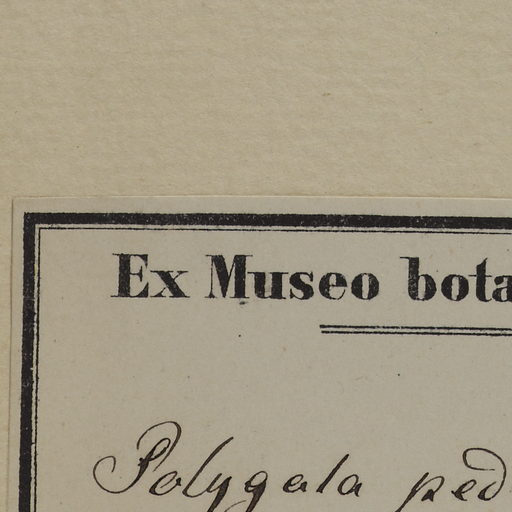 Ex Museo bota
Polygala ped